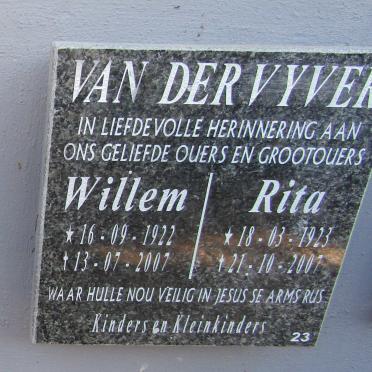 VAN DER VYVER
IN LIEFDEVOLLE HERINNERING AAN
ONS GELIEFDE OUERS EN GROOTOUERS
Willem Rita
★ 16 - 09 - 1922 ★ 18 - 03 - 1923
† 13 - 07 - 2007 † 21 - 10 - 2007
WAAR HULLE NOU VEILIG IN JESUS SE ARMS RUS
Kinders en Kleinkinders
23